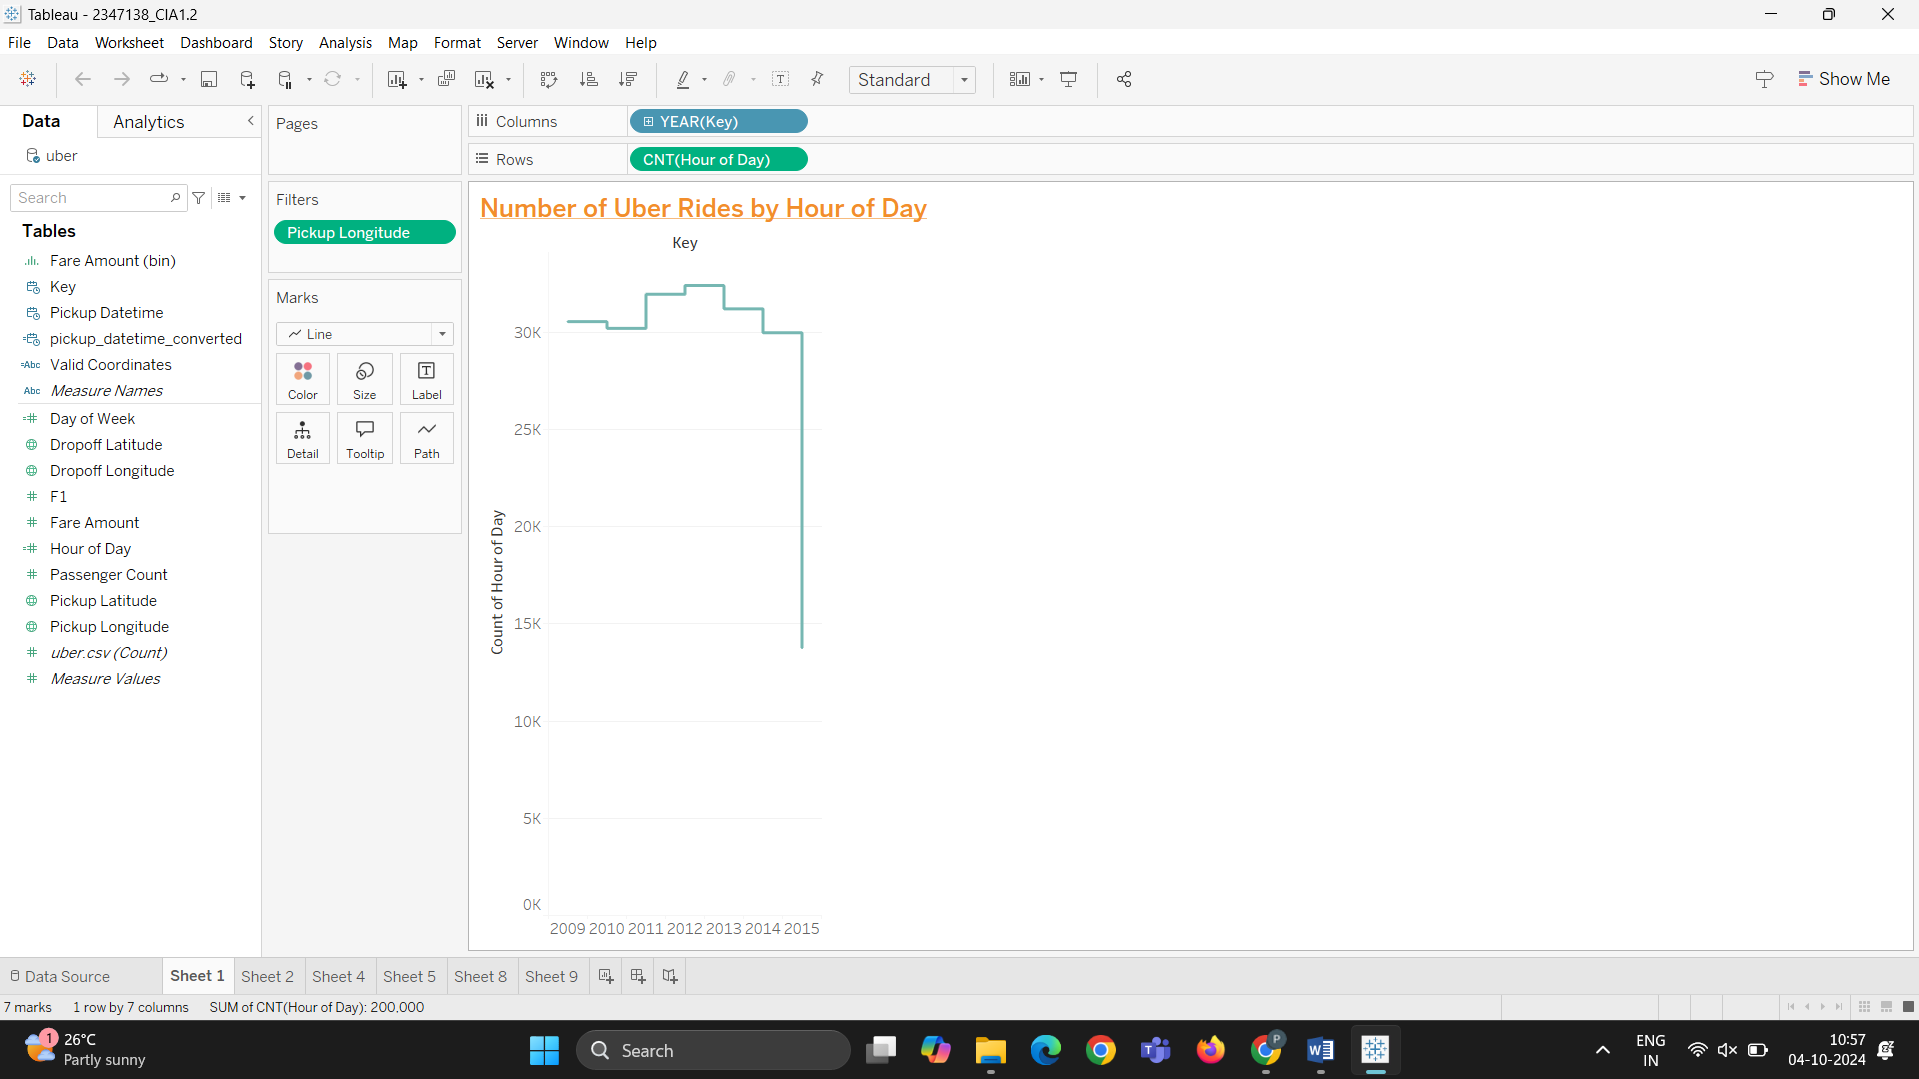 Tableau - 2347138_CIA1.2
File Data Worksheet Dashboard Story Analysis Map Format Server Window Help
Standard
Show Me
Data Analytics
uber
Search
Tables
Fare Amount (bin)
Key
Pickup Datetime
pickup_datetime_converted
=Abc Valid Coordinates
Abc Measure Names
Day of Week
Dropoff Latitude
Dropoff Longitude
F1
Fare Amount
Hour of Day
Passenger Count
Pickup Latitude
Pickup Longitude
uber.csv (Count)
Measure Values
Pages
Filters
Pickup Longitude
Marks
Line
Color Size Label
Detail Tooltip Path
Columns YEAR(Key)
Rows CNT(Hour of Day)
Number of Uber Rides by Hour of Day
Key
Count of Hour of Day
30K
25K
20K
15K
10K
5K
0K
2009 2010 2011 2012 2013 2014 2015
Data Source Sheet 1 Sheet 2 Sheet 4 Sheet 5 Sheet 8 Sheet 9
7 marks 1 row by 7 columns SUM of CNT(Hour of Day): 200,000
1
26°C
Partly sunny
Search
P
ENG
IN
10:57
04-10-2024